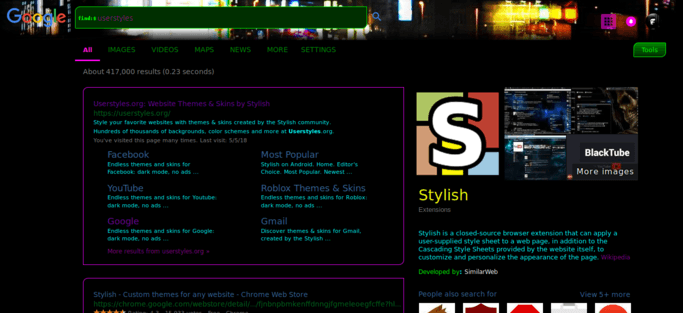 Google
find:$ userstyles
All IMAGES VIDEOS MAPS NEWS MORE SETTINGS Tools
About 417,000 results (0.23 seconds)
Userstyles.org: Website Themes & Skins by Stylish
https://userstyles.org/
Style your favorite websites with themes & skins created by the Stylish community.
Hundreds of thousands of backgrounds, color schemes and more at Userstyles.org.
You've visited this page many times. Last visit: 5/5/18
Facebook
Endless themes and skins for
Facebook: dark mode, no ads ...
Most Popular
Stylish on Android. Home. Editor's
Choice. Most Popular. Newest ...
YouTube
Endless themes and skins for Youtube:
dark mode, no ads ...
Roblox Themes & Skins
Endless themes and skins for Roblox:
dark mode, no ads ...
Google
Endless themes and skins for Google:
dark mode, no ads ...
Gmail
Discover themes & skins for Gmail,
created by the Stylish ...
More results from userstyles.org »
Stylish - Custom themes for any website - Chrome Web Store
S
BlackTube
More images
Stylish
Extensions
Stylish is a closed-source browser extension that can apply a
user-supplied style sheet to a web page, in addition to the
Cascading Style Sheets provided by the website itself, to
customize and personalize the appearance of the page. Wikipedia
Developed by: SimilarWeb
People also search for
View 5+ more